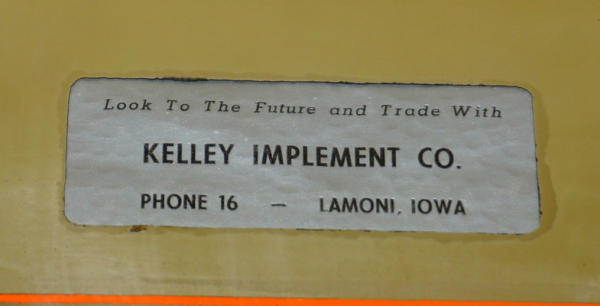 Look To The Future and Trade With
KELLEY IMPLEMENT CO.
PHONE 16 — LAMONI, IOWA